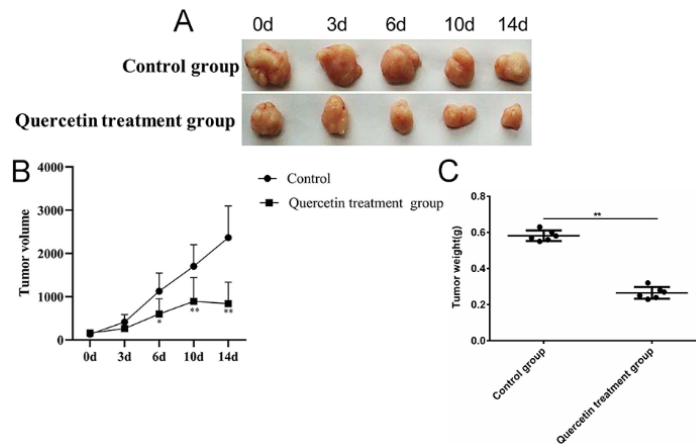 A
0d 3d 6d 10d 14d
Control group
Quercetin treatment group
B
Control
Quercetin treatment group
Tumor volume
4000
3000
2000
1000
0
* ** **
0d 3d 6d 10d 14d
C
**
Tumor weight(g)
0.8
0.6
0.4
0.2
0.0
Control group
Quercetin treatment group